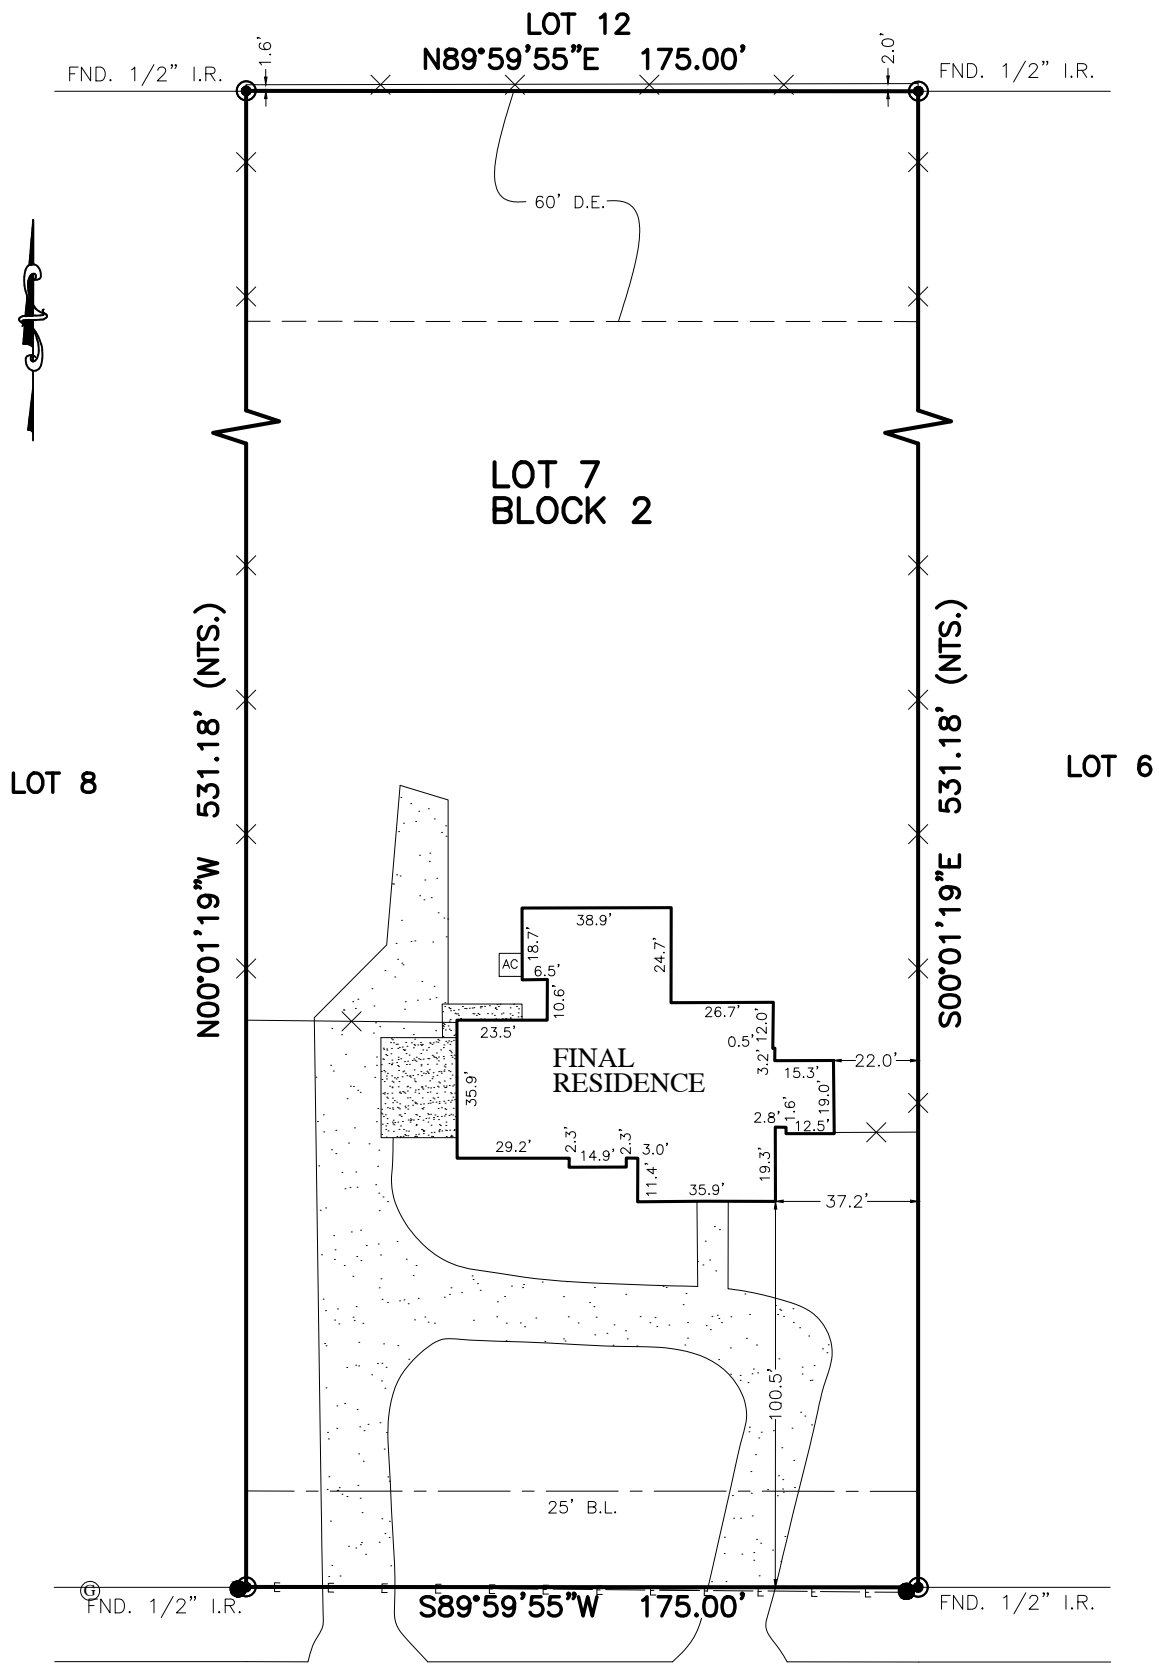 LOT 12
N89°59'55"E 175.00'
1.6'
2.0'
FND. 1/2" I.R.
FND. 1/2" I.R.
60' D.E.
LOT 7
BLOCK 2
N00°01'19"W 531.18' (NTS.)
S00°01'19"E 531.18' (NTS.)
LOT 8
LOT 6
38.9'
18.7'
24.7'
AC
6.5'
10.6'
26.7'
12.0'
23.5'
0.5'
3.2'
FINAL
RESIDENCE
15.3'
22.0'
35.9'
19.0'
1.6'
2.8'
12.5'
29.2'
2.3'
14.9'
2.3'
3.0'
11.4'
19.3'
35.9'
37.2'
100.5'
25' B.L.
G
E E E E E E E E E E E E
FND. 1/2" I.R.
S89°59'55"W 175.00'
FND. 1/2" I.R.